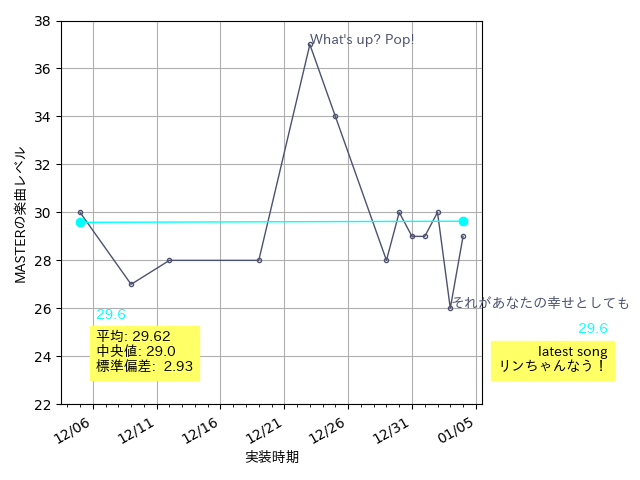 38
What's up? Pop!
36
34
32
30
28
26
24
22
MASTERの楽曲レベル
それがあなたの幸せとしても
29.6
29.6
平均: 29.62
中央値: 29.0
標準偏差: 2.93
latest song
リンちゃんなう！
12/06
12/11
12/16
12/21
12/26
12/31
01/05
実装時期